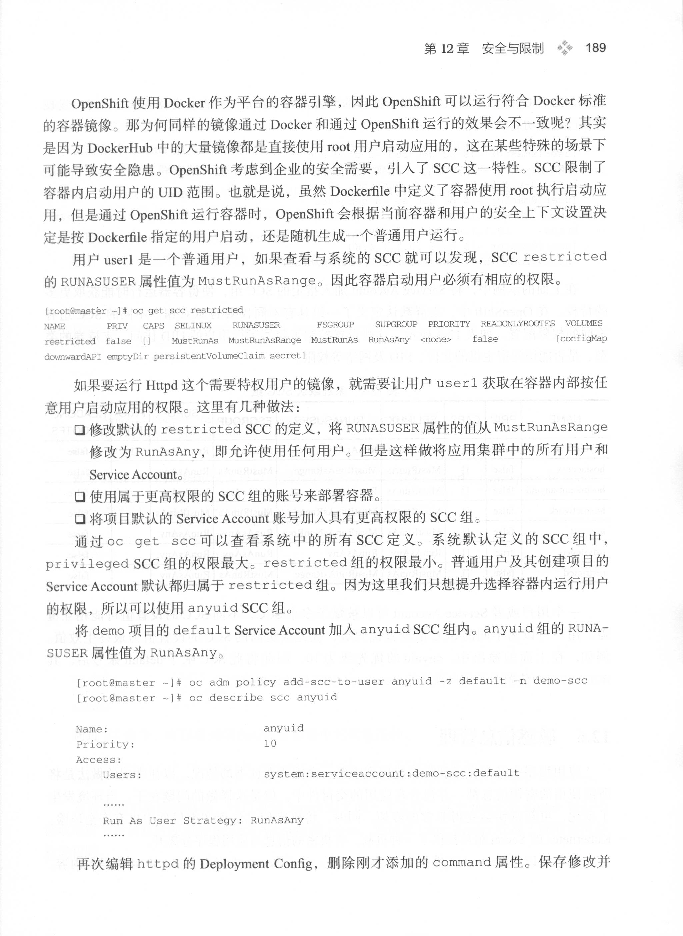 第 12 章 安全与限制 189
OpenShift 使用 Docker 作为平台的容器引擎，因此 OpenShift 可以运行符合 Docker 标准
的容器镜像。那为何同样的镜像通过 Docker 和通过 OpenShift 运行的效果会不一致呢？其实
是因为 DockerHub 中的大量镜像都是直接使用 root 用户启动应用的，这在某些特殊的场景下
可能导致安全隐患。OpenShift 考虑到企业的安全需要，引入了 SCC 这一特性。SCC 限制了
容器内启动用户的 UID 范围。也就是说，虽然 Dockerfile 中定义了容器使用 root 执行启动应
用，但是通过 OpenShift 运行容器时，OpenShift 会根据当前容器和用户的安全上下文设置决
定是按 Dockerfile 指定的用户启动，还是随机生成一个普通用户运行。
用户 user1 是一个普通用户，如果查看与系统的 SCC 就可以发现，SCC restricted
的 RUNASUSER 属性值为 MustRunAsRange。因此容器启动用户必须有相应的权限。
[root@master ~]# oc get scc restricted
NAME PRIV CAPS SELINUX RUNASUSER FSGROUP SUPGROUP PRIORITY READONLYROOTFS VOLUMES
restricted false [] MustRunAs MustRunAsRange MustRunAs RunAsAny <none> false [configMap
downwardAPI emptyDir persistentVolumeClaim secret]
如果要运行 Httpd 这个需要特权用户的镜像，就需要让用户 user1 获取在容器内部按任
意用户启动应用的权限。这里有几种做法：
❑ 修改默认的 restricted SCC 的定义，将 RUNASUSER 属性的值从 MustRunAsRange
修改为 RunAsAny，即允许使用任何用户。但是这样做将应用集群中的所有用户和
Service Account。
❑ 使用属于更高权限的 SCC 组的账号来部署容器。
❑ 将项目默认的 Service Account 账号加入具有更高权限的 SCC 组。
通过 oc get scc 可以查看系统中的所有 SCC 定义。系统默认定义的 SCC 组中，
privileged SCC 组的权限最大。restricted 组的权限最小。普通用户及其创建项目的
Service Account 默认都归属于 restricted 组。因为这里我们只想提升选择容器内运行用户
的权限，所以可以使用 anyuid SCC 组。
将 demo 项目的 default Service Account 加入 anyuid SCC 组内。anyuid 组的 RUNA-
SUSER 属性值为 RunAsAny。
[root@master ~]# oc adm policy add-scc-to-user anyuid -z default -n demo-scc
[root@master ~]# oc describe scc anyuid
Name: anyuid
Priority: 10
Access:
Users: system:serviceaccount:demo-scc:default
……
Run As User Strategy: RunAsAny
……
再次编辑 httpd 的 Deployment Config，删除刚才添加的 command 属性。保存修改并